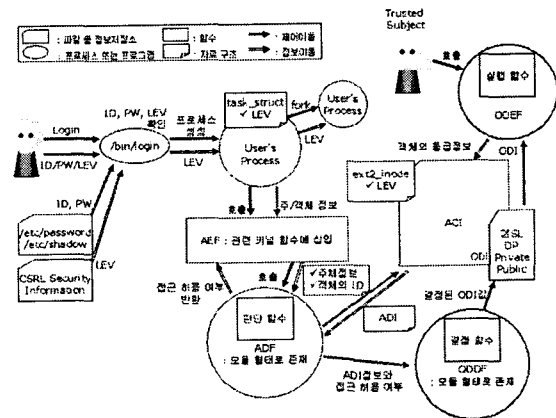 파일 풀 정보저장소
함수
제어이동
프로세스 또는 프로그램
자료 구조
정보이동
Trusted
Subject
호출
실행 함수
ODEF
Login
ID/PW/LEV
/bin/login
ID, PW, LEV
확인
프로세스
생성
LEV
task_struct
✓ LEV
fork
User's
Process
LEV
User's
Process
객체의 등급정보
ODI
ext2_inode
✓ LEV
ACI
ODI
ID, PW
/etc/password
/etc/shadow
CSRL Security
Information
LEV
호출
주/객체 정보
AEF : 관련 커널 함수에 삽입
접근 허용 여부
반환
호출
✓주체정보
✓객체의 ID
DP
Private
Public
판단 함수
ADF
: 모듈 형태로 존재
ADI
결정된 ODI값
결정 함수
ODDF
: 모듈 형태로 존재
ADI정보와
접근 허용 여부